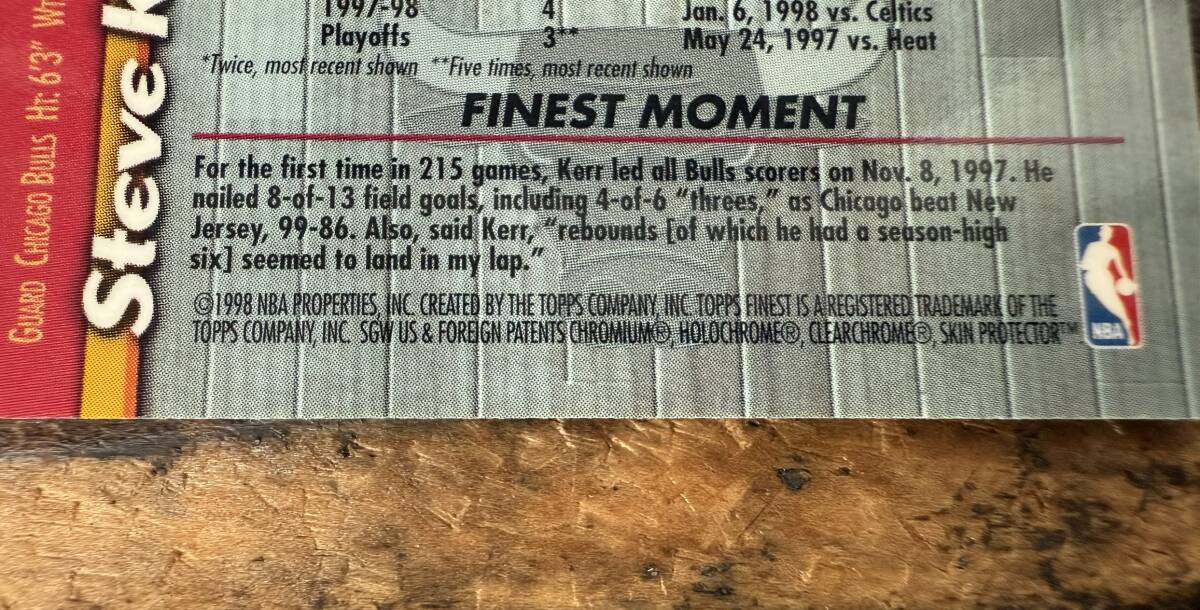 1997-98 4 Jan. 6, 1998 vs. Celtics
Playoffs 3** May 24, 1997 vs. Heat
*Twice, most recent shown **Five times, most recent shown
FINEST MOMENT
For the first time in 215 games, Kerr led all Bulls scorers on Nov. 8, 1997. He
nailed 8-of-13 field goals, including 4-of-6 “threes,” as Chicago beat New
Jersey, 99-86. Also, said Kerr, “rebounds [of which he had a season-high
six] seemed to land in my lap.”
©1998 NBA PROPERTIES, INC. CREATED BY THE TOPPS COMPANY, INC. TOPPS FINEST IS A REGISTERED TRADEMARK OF THE
TOPPS COMPANY, INC. SGW US & FOREIGN PATENTS CHROMIUM®, HOLOCHROME®, CLEARCHROME®, SKIN PROTECTOR™
NBA
Steve
GUARD CHICAGO BULLS HT: 6'3" WT